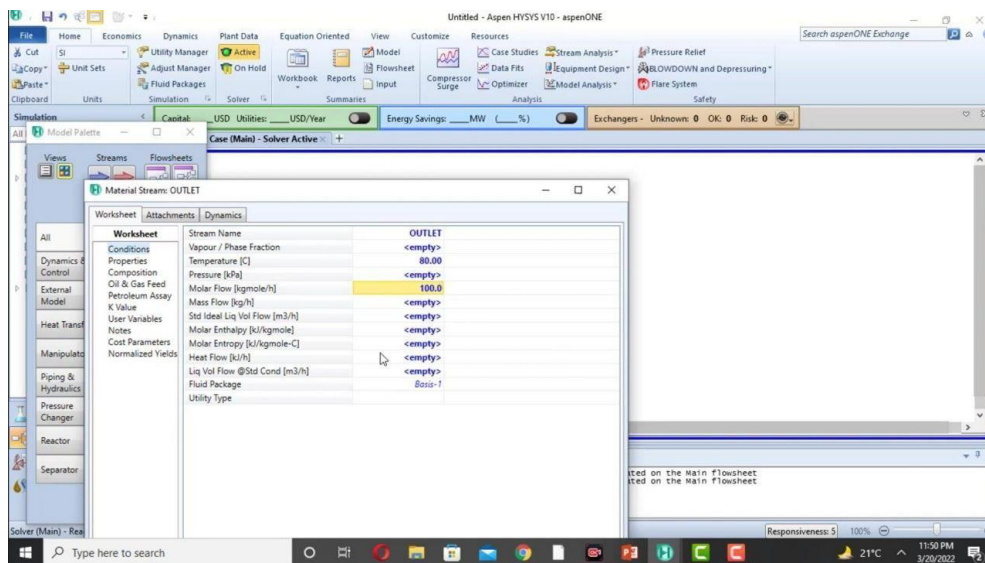 Untitled - Aspen HYSYS V10 - aspenONE
File Home Economics Dynamics Plant Data Equation Oriented View Customize Resources Search aspenONE Exchange
Cut SI Utility Manager Active Model Case Studies Stream Analysis Pressure Relief
Copy Unit Sets Adjust Manager On Hold Flowsheet Data Fits Equipment Design BLOWDOWN and Depressuring
Paste Fluid Packages Workbook Reports Input Compressor Surge Optimizer Model Analysis Flare System
Clipboard Units Simulation Solver Summaries Analysis Safety
Simulation Capital: USD Utilities: ____USD/Year Energy Savings: ____MW (____%) Exchangers - Unknown: 0 OK: 0 Risk: 0
All Model Palette Case (Main) - Solver Active +
Views Streams Flowsheets
Material Stream: OUTLET
Worksheet Attachments Dynamics
Worksheet Stream Name OUTLET
Conditions Vapour / Phase Fraction <empty>
Properties Temperature [C] 80.00
Composition Pressure [kPa] <empty>
Oil & Gas Feed Molar Flow [kgmole/h] 100.0
Petroleum Assay Mass Flow [kg/h] <empty>
K Value Std Ideal Liq Vol Flow [m3/h] <empty>
User Variables Molar Enthalpy [kJ/kgmole] <empty>
Notes Molar Entropy [kJ/kgmole-C] <empty>
Cost Parameters Heat Flow [kJ/h] <empty>
Normalized Yields Liq Vol Flow @Std Cond [m3/h] <empty>
Fluid Package Basis-1
Utility Type
All
Dynamics &
Control
External
Model
Heat Transf
Manipulato
Piping &
Hydraulics
Pressure
Changer
Reactor
Separator
ated on the Main flowsheet
ated on the Main flowsheet
Solver (Main) - Rea Responsiveness: 5 100%
Type here to search 21°C 11:50 PM
3/20/2022